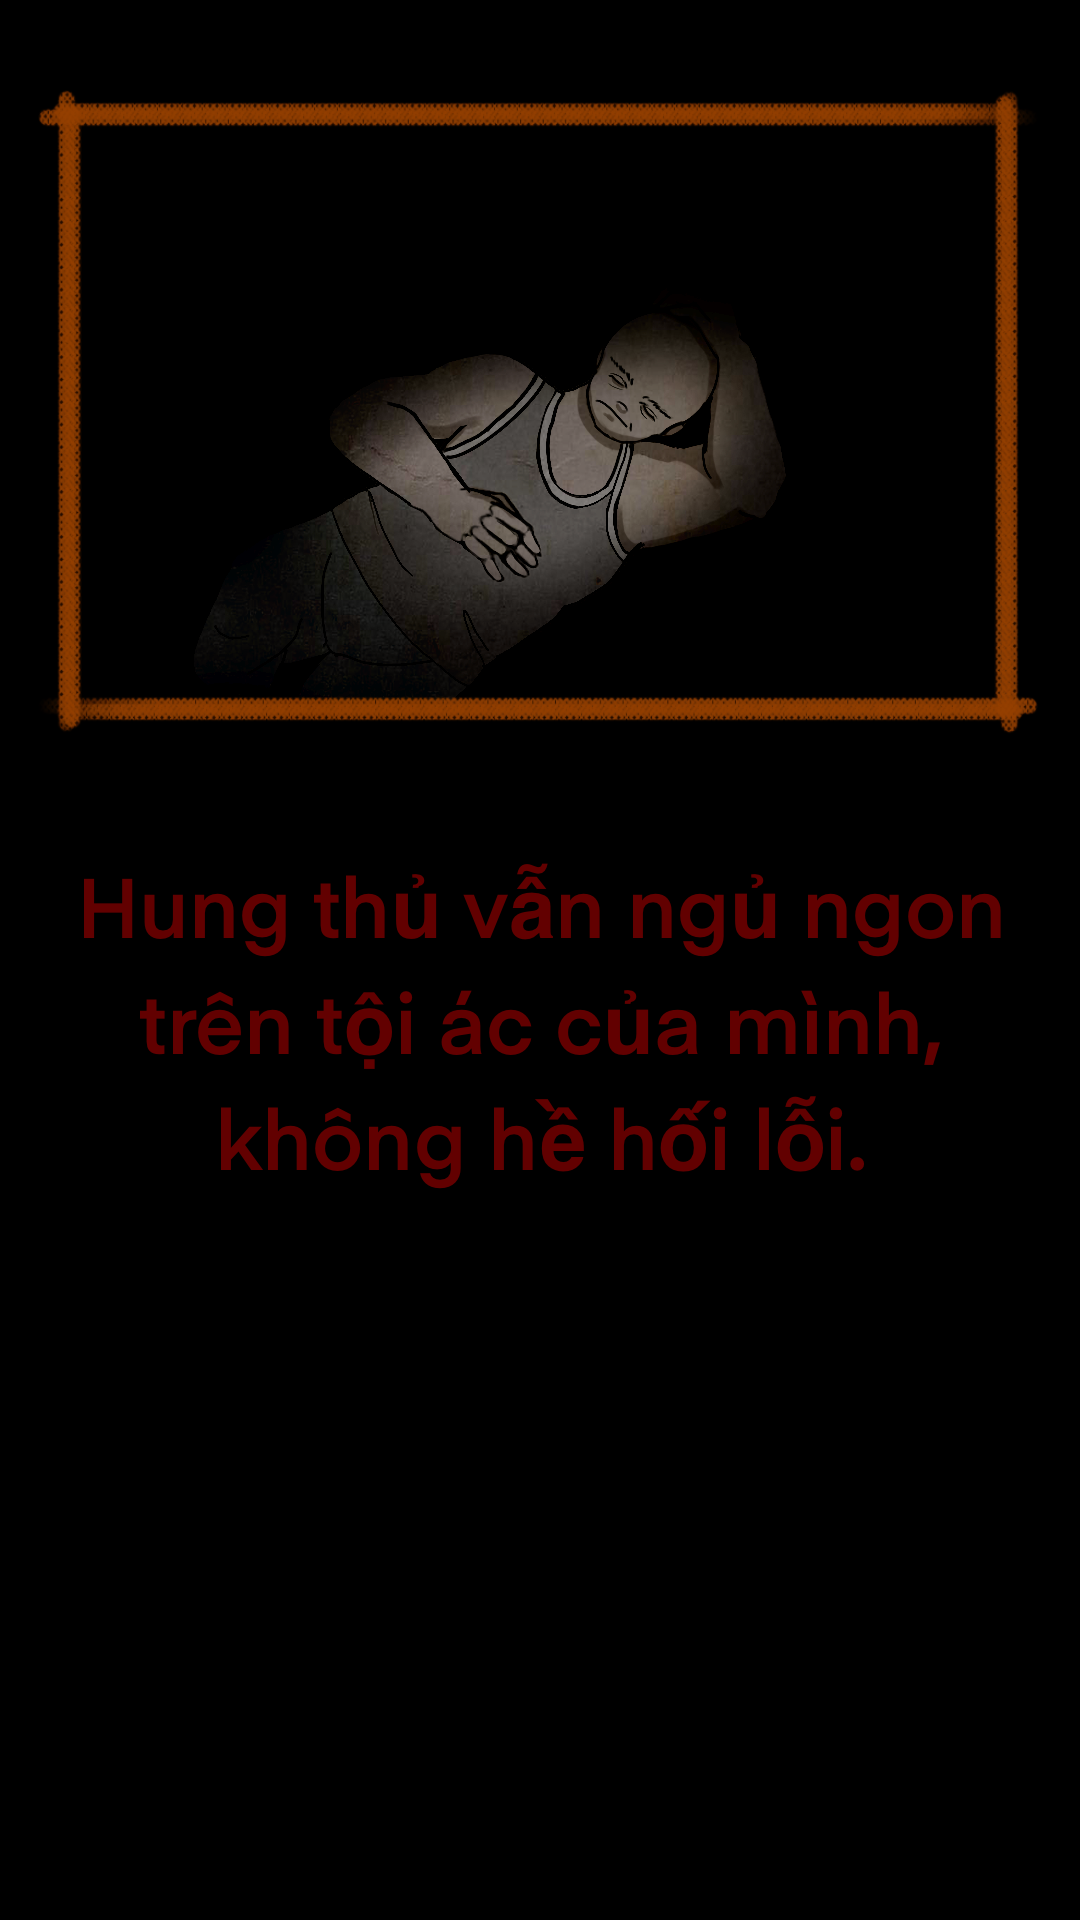 Hung thủ vẫn ngủ ngon
trên tội ác của mình,
không hề hối lỗi.